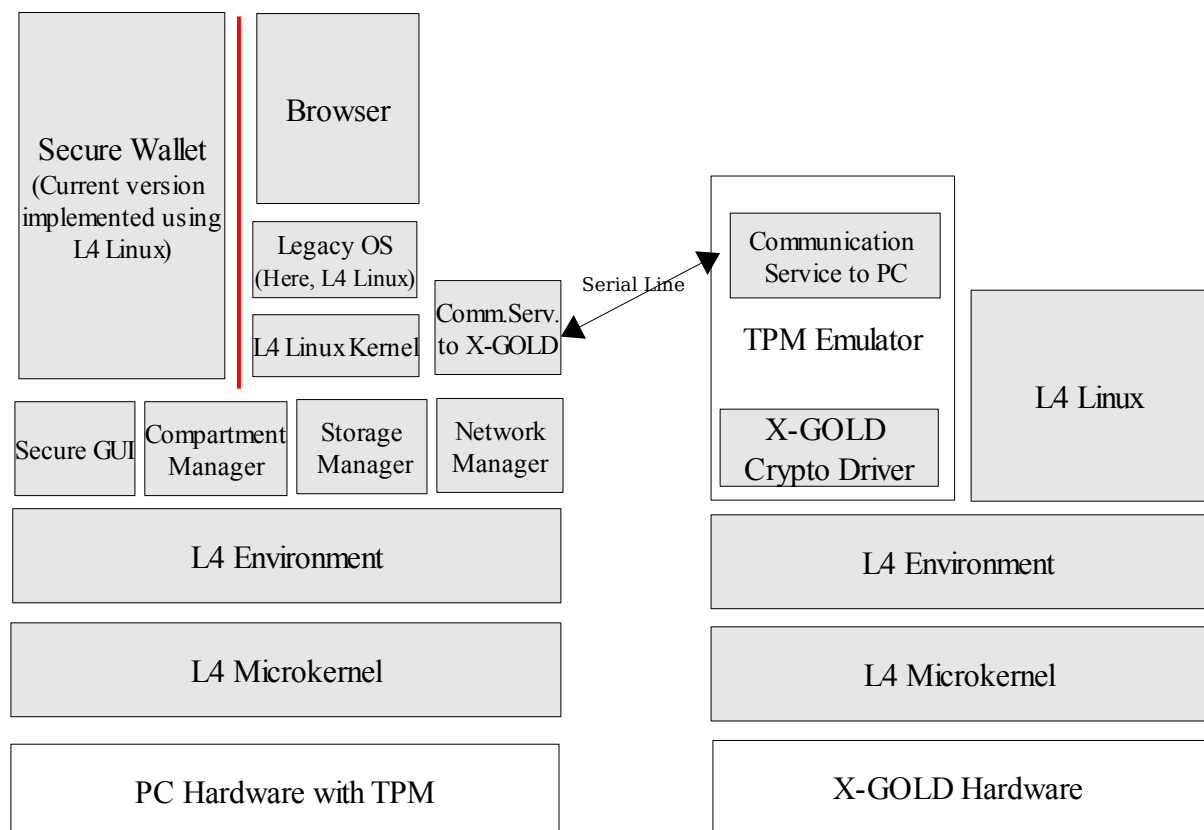 Secure Wallet
(Current version
implemented using
L4 Linux)
Browser
Legacy OS
(Here, L4 Linux)
L4 Linux Kernel
Comm.Serv.
to X-GOLD
Serial Line
Communication
Service to PC
TPM Emulator
X-GOLD
Crypto Driver
L4 Linux
Secure GUI
Compartment
Manager
Storage
Manager
Network
Manager
L4 Environment
L4 Microkernel
PC Hardware with TPM
L4 Environment
L4 Microkernel
X-GOLD Hardware